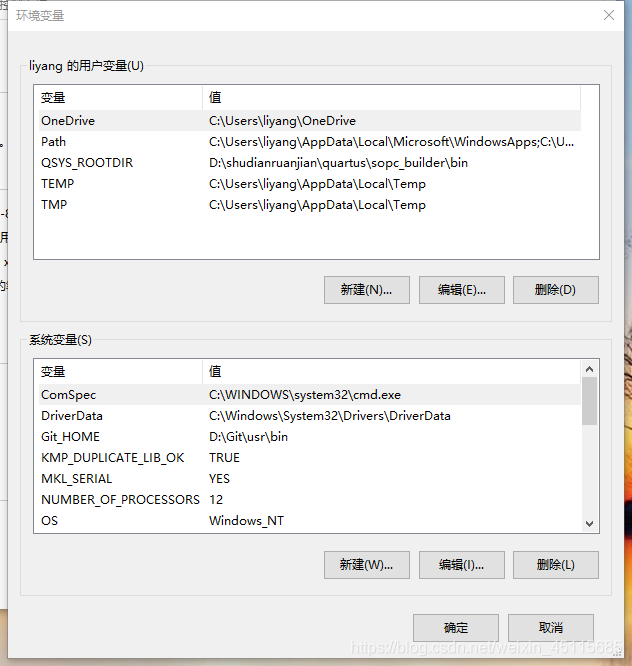 环境变量
liyang 的用户变量(U)
变量 值
OneDrive C:\Users\liyang\OneDrive
Path C:\Users\liyang\AppData\Local\Microsoft\WindowsApps;C:\U...
QSYS_ROOTDIR D:\shudianruanjian\quartus\sopc_builder\bin
TEMP C:\Users\liyang\AppData\Local\Temp
TMP C:\Users\liyang\AppData\Local\Temp
新建(N)... 编辑(E)... 删除(D)
系统变量(S)
变量 值
ComSpec C:\WINDOWS\system32\cmd.exe
DriverData C:\Windows\System32\Drivers\DriverData
Git_HOME D:\Git\usr\bin
KMP_DUPLICATE_LIB_OK TRUE
MKL_SERIAL YES
NUMBER_OF_PROCESSORS 12
OS Windows_NT
新建(W)... 编辑(I)... 删除(L)
确定 取消
https://blog.csdn.net/weixin_45115685